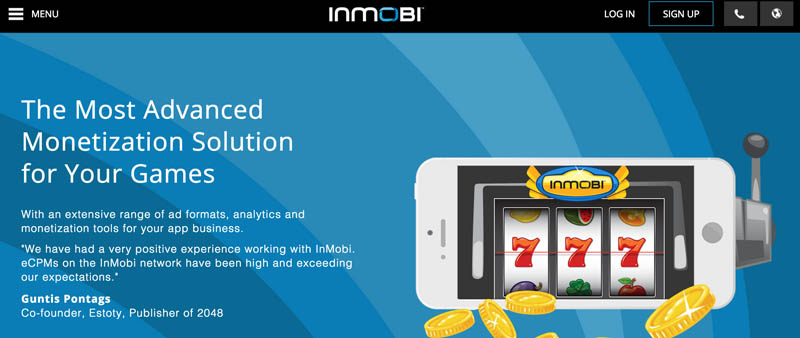 MENU
INMOBI
LOG IN
SIGN UP
The Most Advanced
Monetization Solution
for Your Games
With an extensive range of ad formats, analytics and
monetization tools for your app business.
"We have had a very positive experience working with InMobi.
eCPMs on the InMobi network have been high and exceeding
our expectations."
Guntis Pontags
Co-founder, Estoty, Publisher of 2048
INMOBI
7 7 7